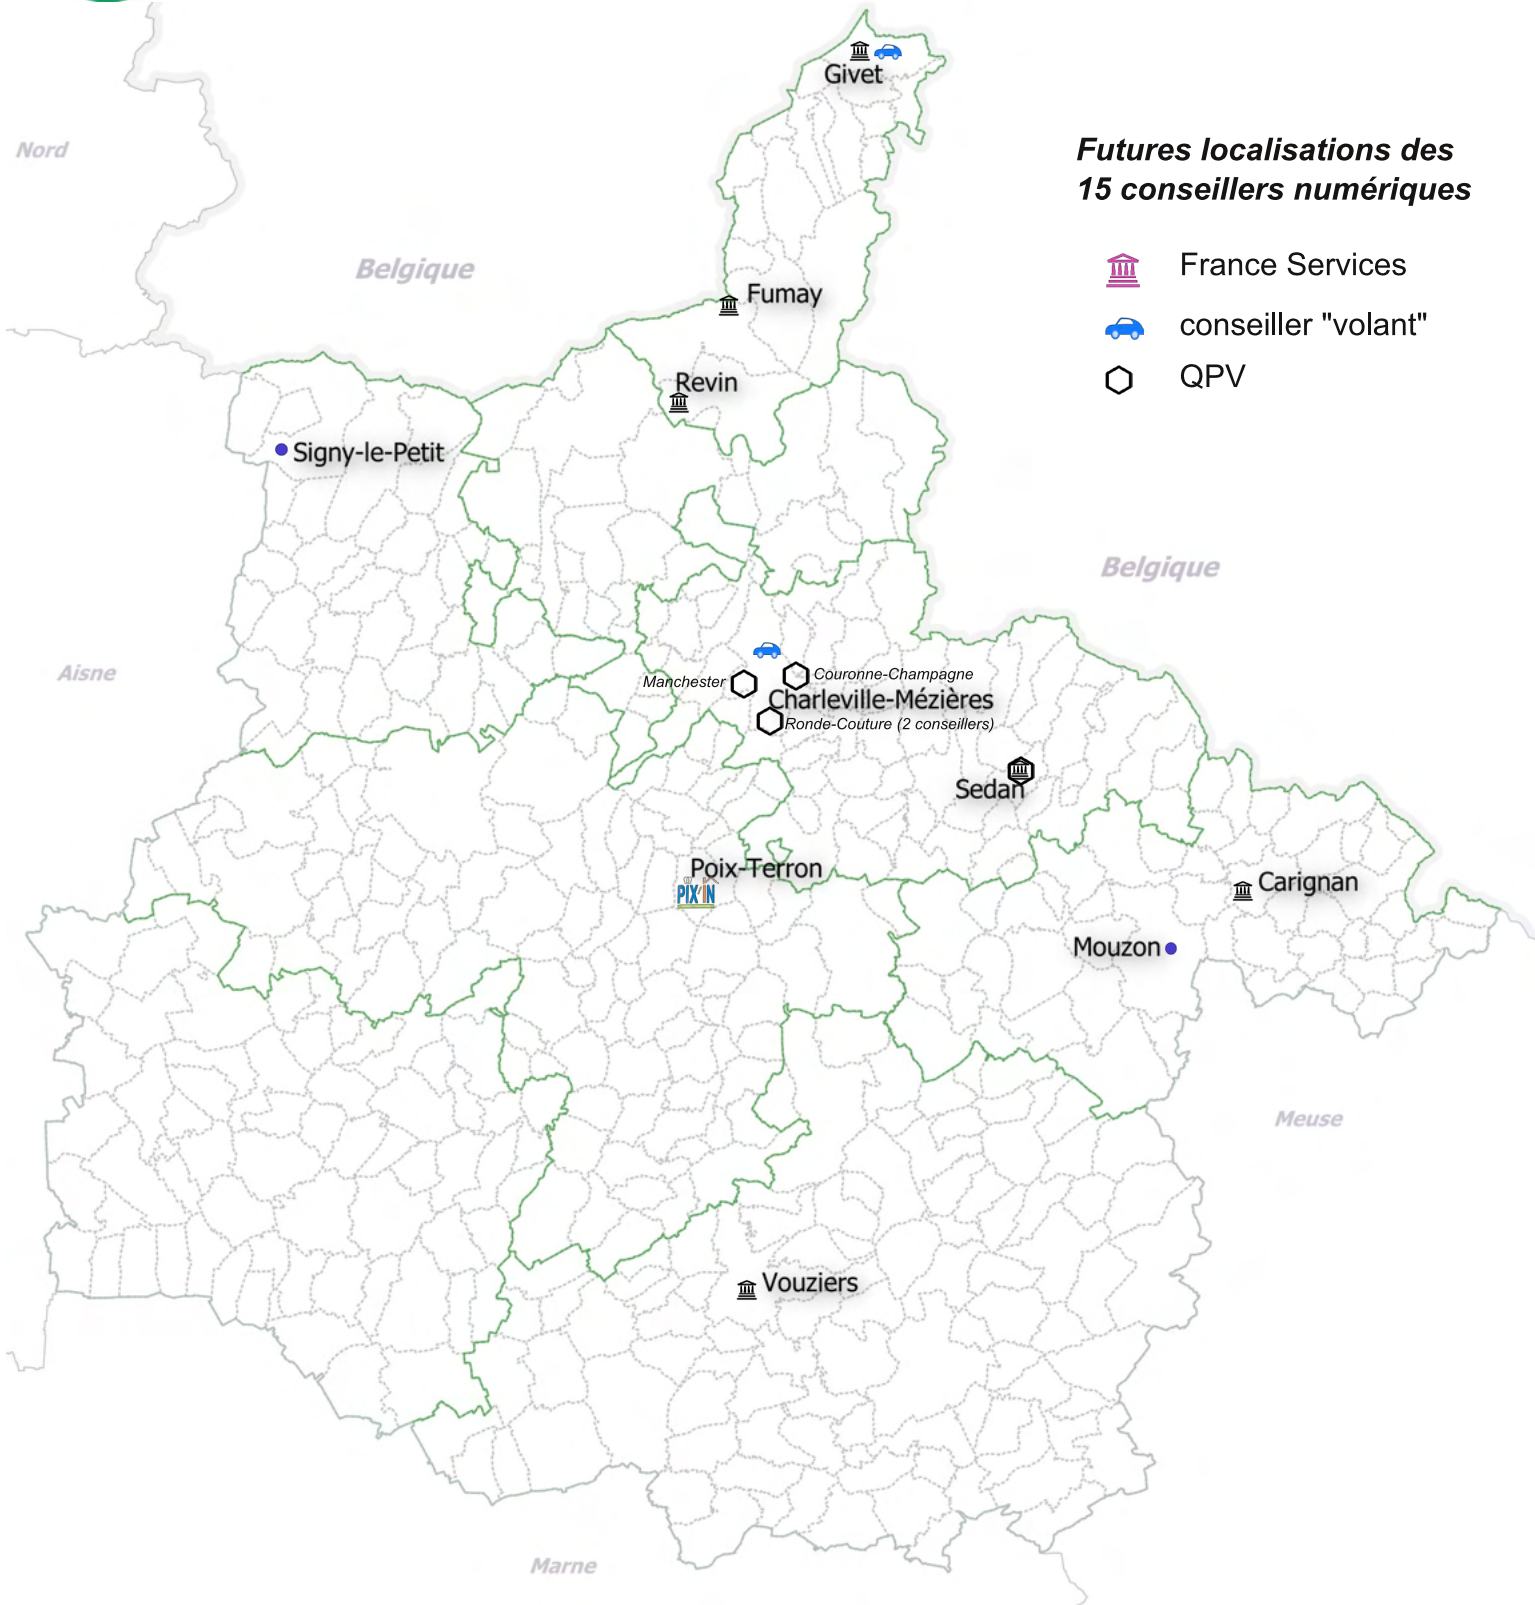 Givet
Nord
Futures localisations des
15 conseillers numériques
Belgique
France Services
Fumay
conseiller "volant"
QPV
Revin
Signy-le-Petit
Belgique
Aisne
Manchester
Couronne-Champagne
Charleville-Mézières
Ronde-Couture (2 conseillers)
Sedan
Poix-Terron
PIX'IN
Carignan
Mouzon
Meuse
Vouziers
Marne